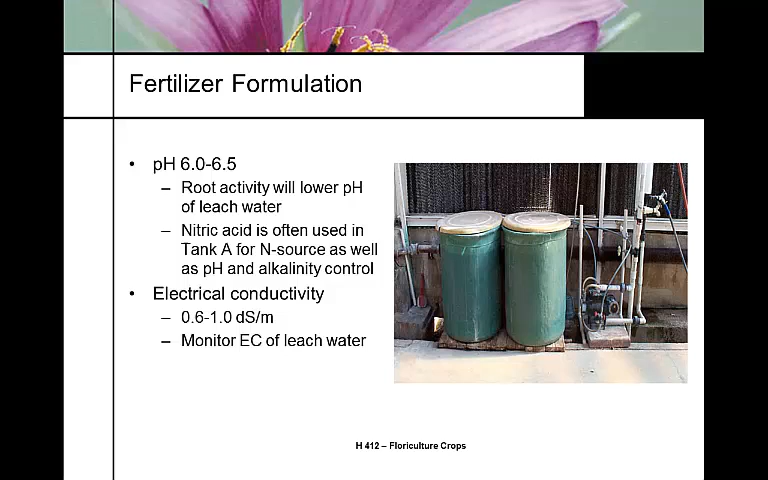 Fertilizer Formulation
• pH 6.0-6.5
– Root activity will lower pH
of leach water
– Nitric acid is often used in
Tank A for N-source as well
as pH and alkalinity control
• Electrical conductivity
– 0.6-1.0 dS/m
– Monitor EC of leach water
H 412 – Floriculture Crops